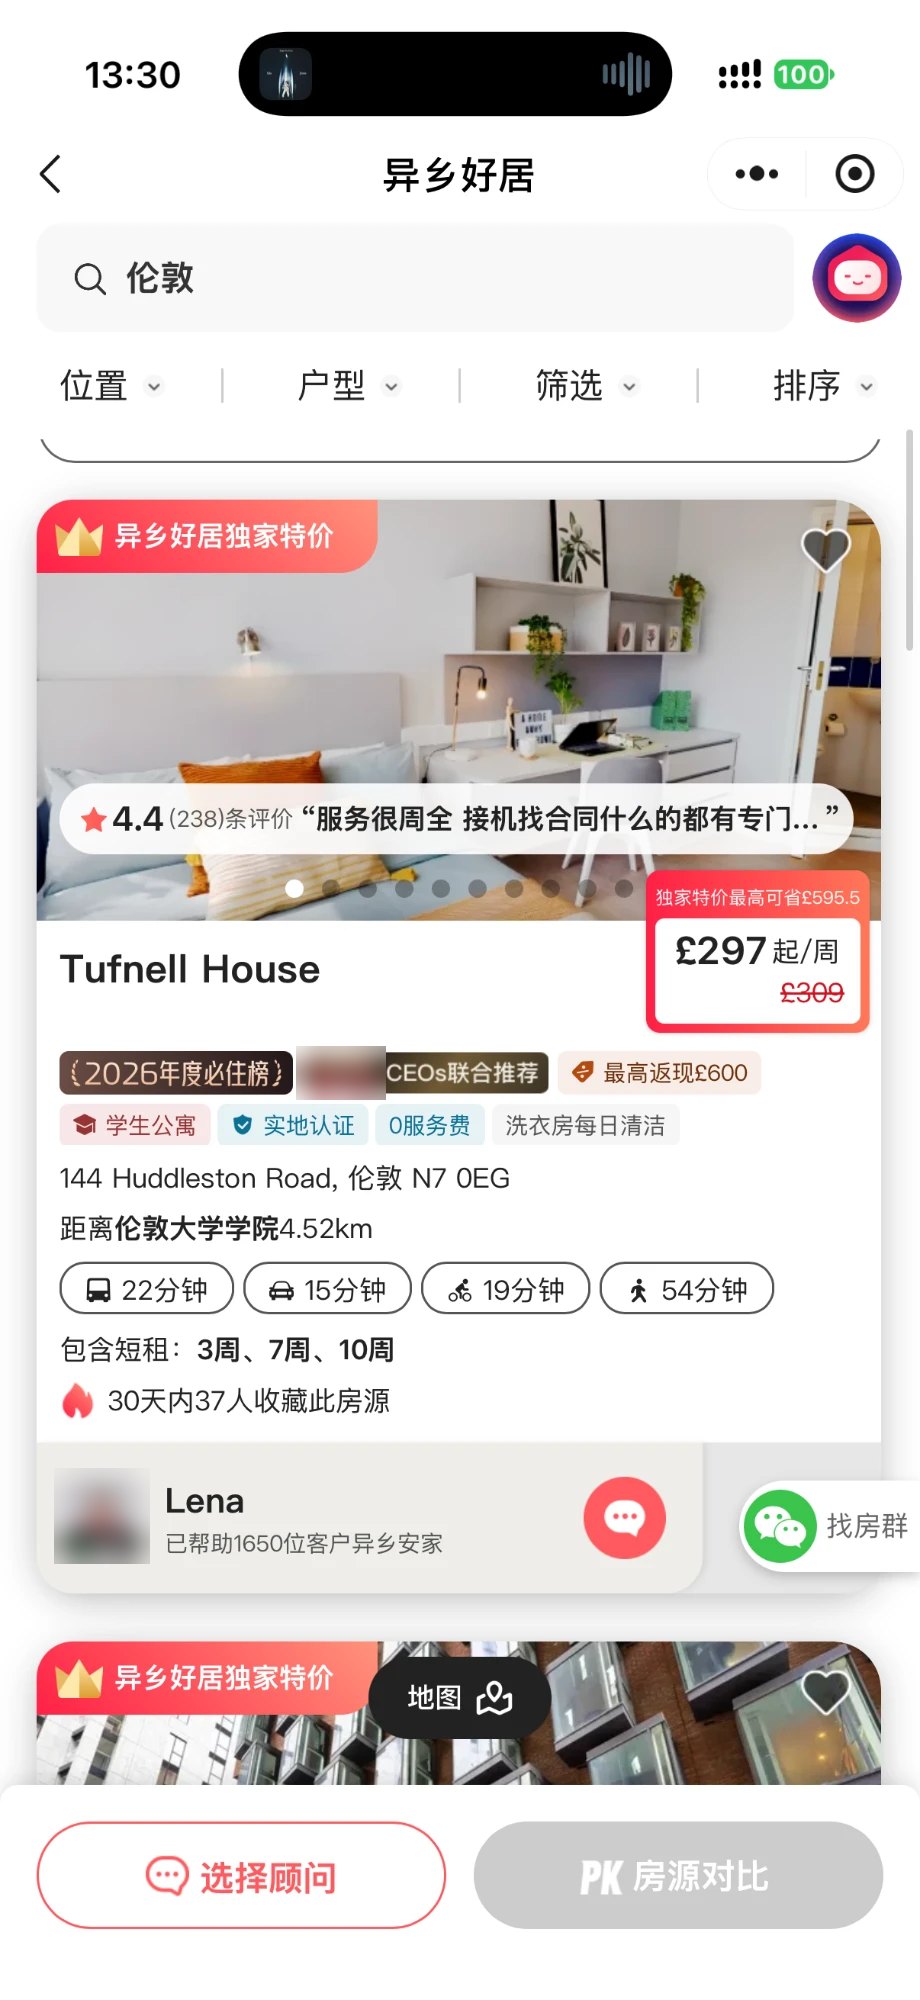 13:30
100
异乡好居
伦敦
位置
户型
筛选
排序
异乡好居独家特价
A HOME
AWAY
4.4 (238)条评价 “服务很周全 接机找合同什么的都有专门... ”
独家特价最高可省£595.5
£297 起/周
£309
Tufnell House
2026年度必住榜
CEOs联合推荐
最高返现£600
学生公寓
实地认证
0服务费
洗衣房每日清洁
144 Huddleston Road, 伦敦 N7 0EG
距离伦敦大学学院4.52km
22分钟
15分钟
19分钟
54分钟
包含短租：3周、7周、10周
30天内37人收藏此房源
Lena
已帮助1650位客户异乡安家
找房群
异乡好居独家特价
地图
选择顾问
PK 房源对比